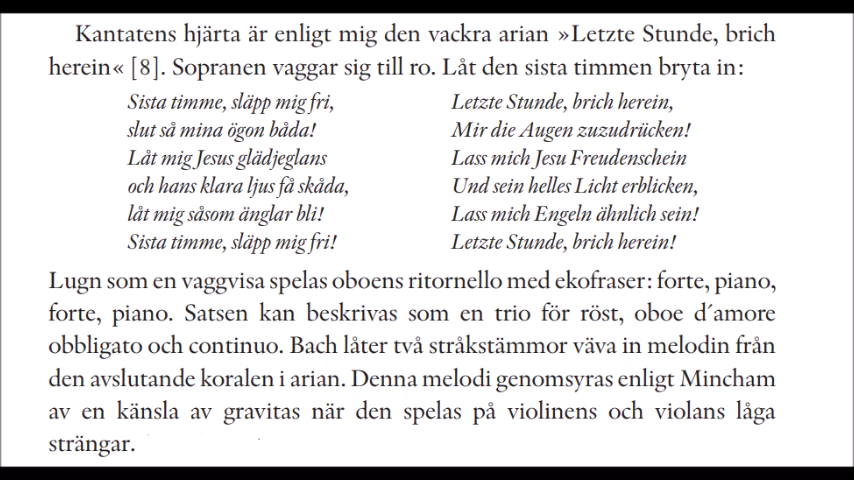 Kantatens hjärta är enligt mig den vackra arian »Letzte Stunde, brich
herein« [8]. Sopranen vaggar sig till ro. Låt den sista timmen bryta in:
Sista timme, släpp mig fri,
slut så mina ögon båda!
Låt mig Jesus glädjeglans
och hans klara ljus få skåda,
låt mig såsom änglar bli!
Sista timme, släpp mig fri!
Letzte Stunde, brich herein,
Mir die Augen zuzudrücken!
Lass mich Jesu Freudenschein
Und sein helles Licht erblicken,
Lass mich Engeln ähnlich sein!
Letzte Stunde, brich herein!
Lugn som en vaggvisa spelas oboens ritornello med ekofraser: forte, piano,
forte, piano. Satsen kan beskrivas som en trio för röst, oboe d´amore
obbligato och continuo. Bach låter två stråkstämmor väva in melodin från
den avslutande koralen i arian. Denna melodi genomsyras enligt Mincham
av en känsla av gravitas när den spelas på violinens och violans låga
strängar.